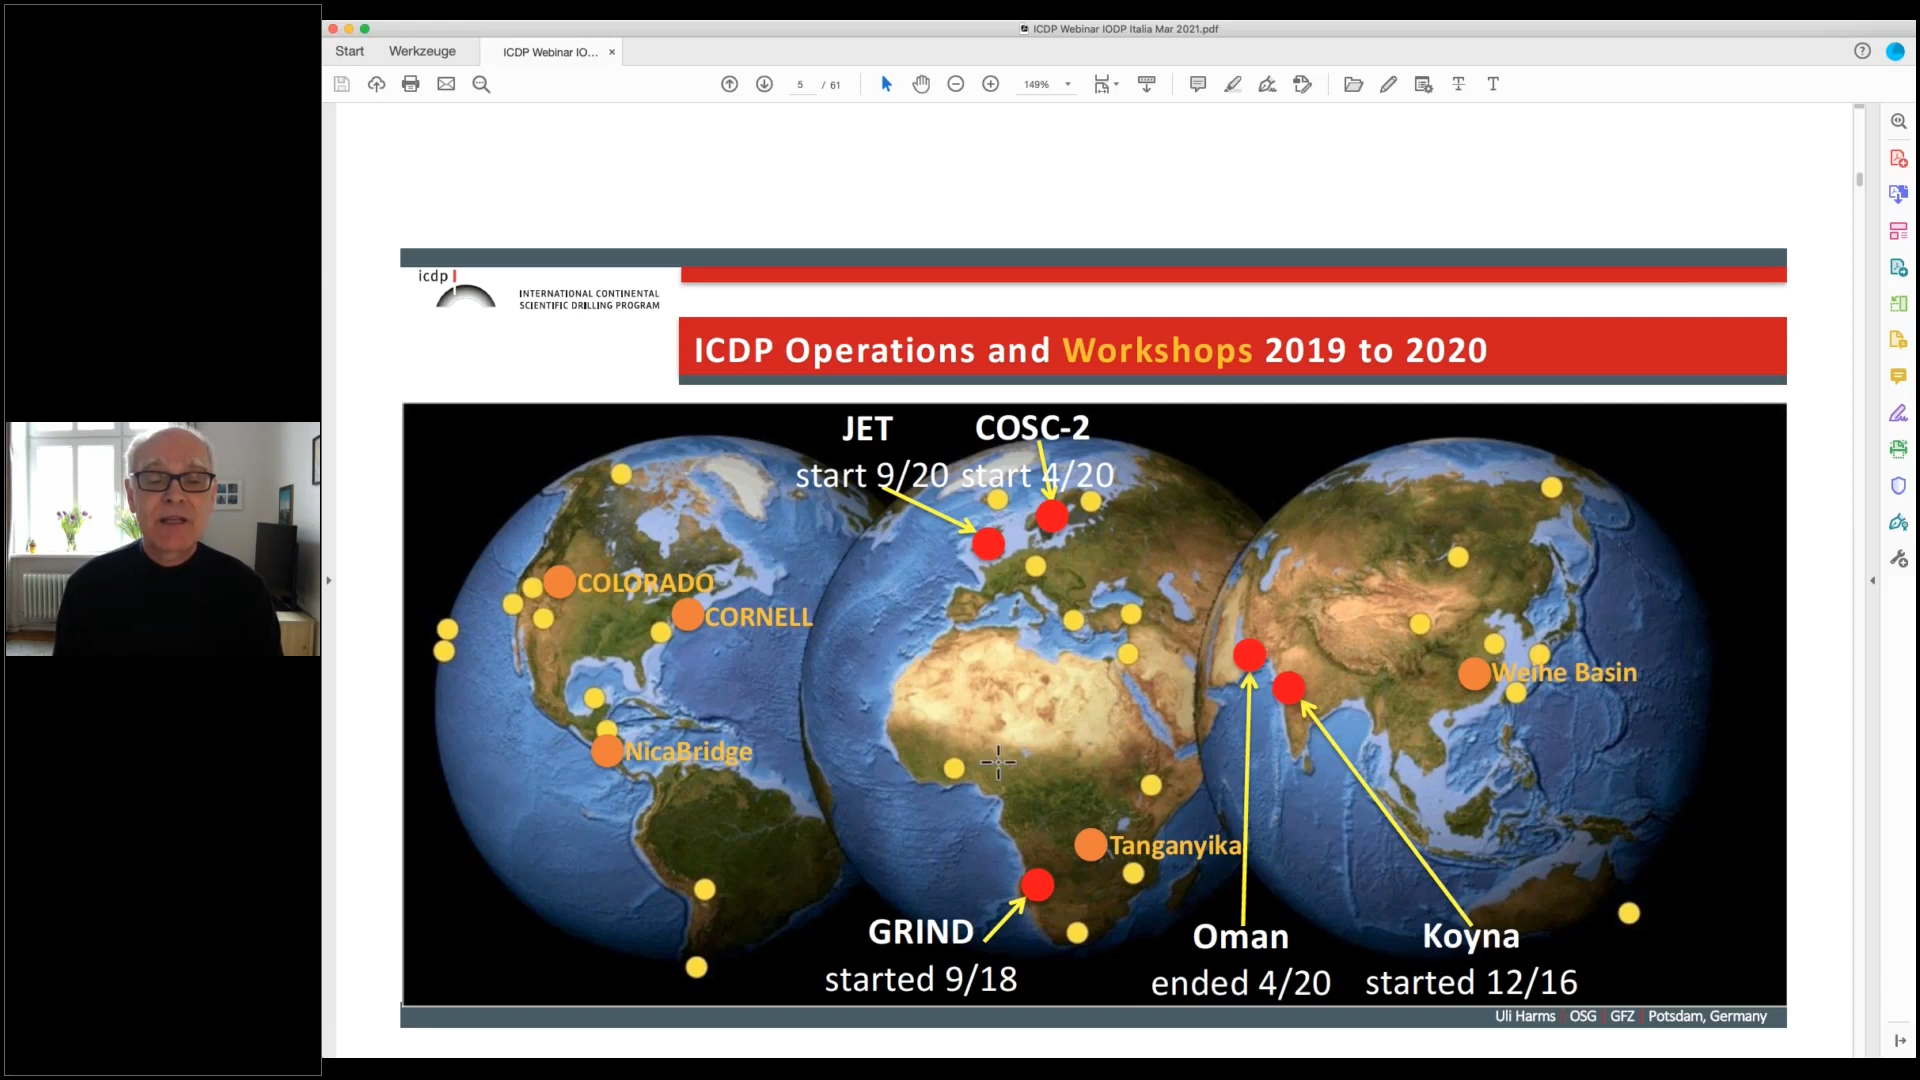 ICDP Webinar IODP Italia Mar 2021.pdf
Start
Werkzeuge
ICDP Webinar IO...
5 / 61
149%
icdp
INTERNATIONAL CONTINENTAL
SCIENTIFIC DRILLING PROGRAM
ICDP Operations and Workshops 2019 to 2020
JET
start 9/20
COSC-2
start 4/20
COLORADO
CORNELL
NicaBridge
Weihe Basin
Tanganyika
GRIND
started 9/18
Oman
ended 4/20
Koyna
started 12/16
Uli Harms | OSG | GFZ | Potsdam, Germany